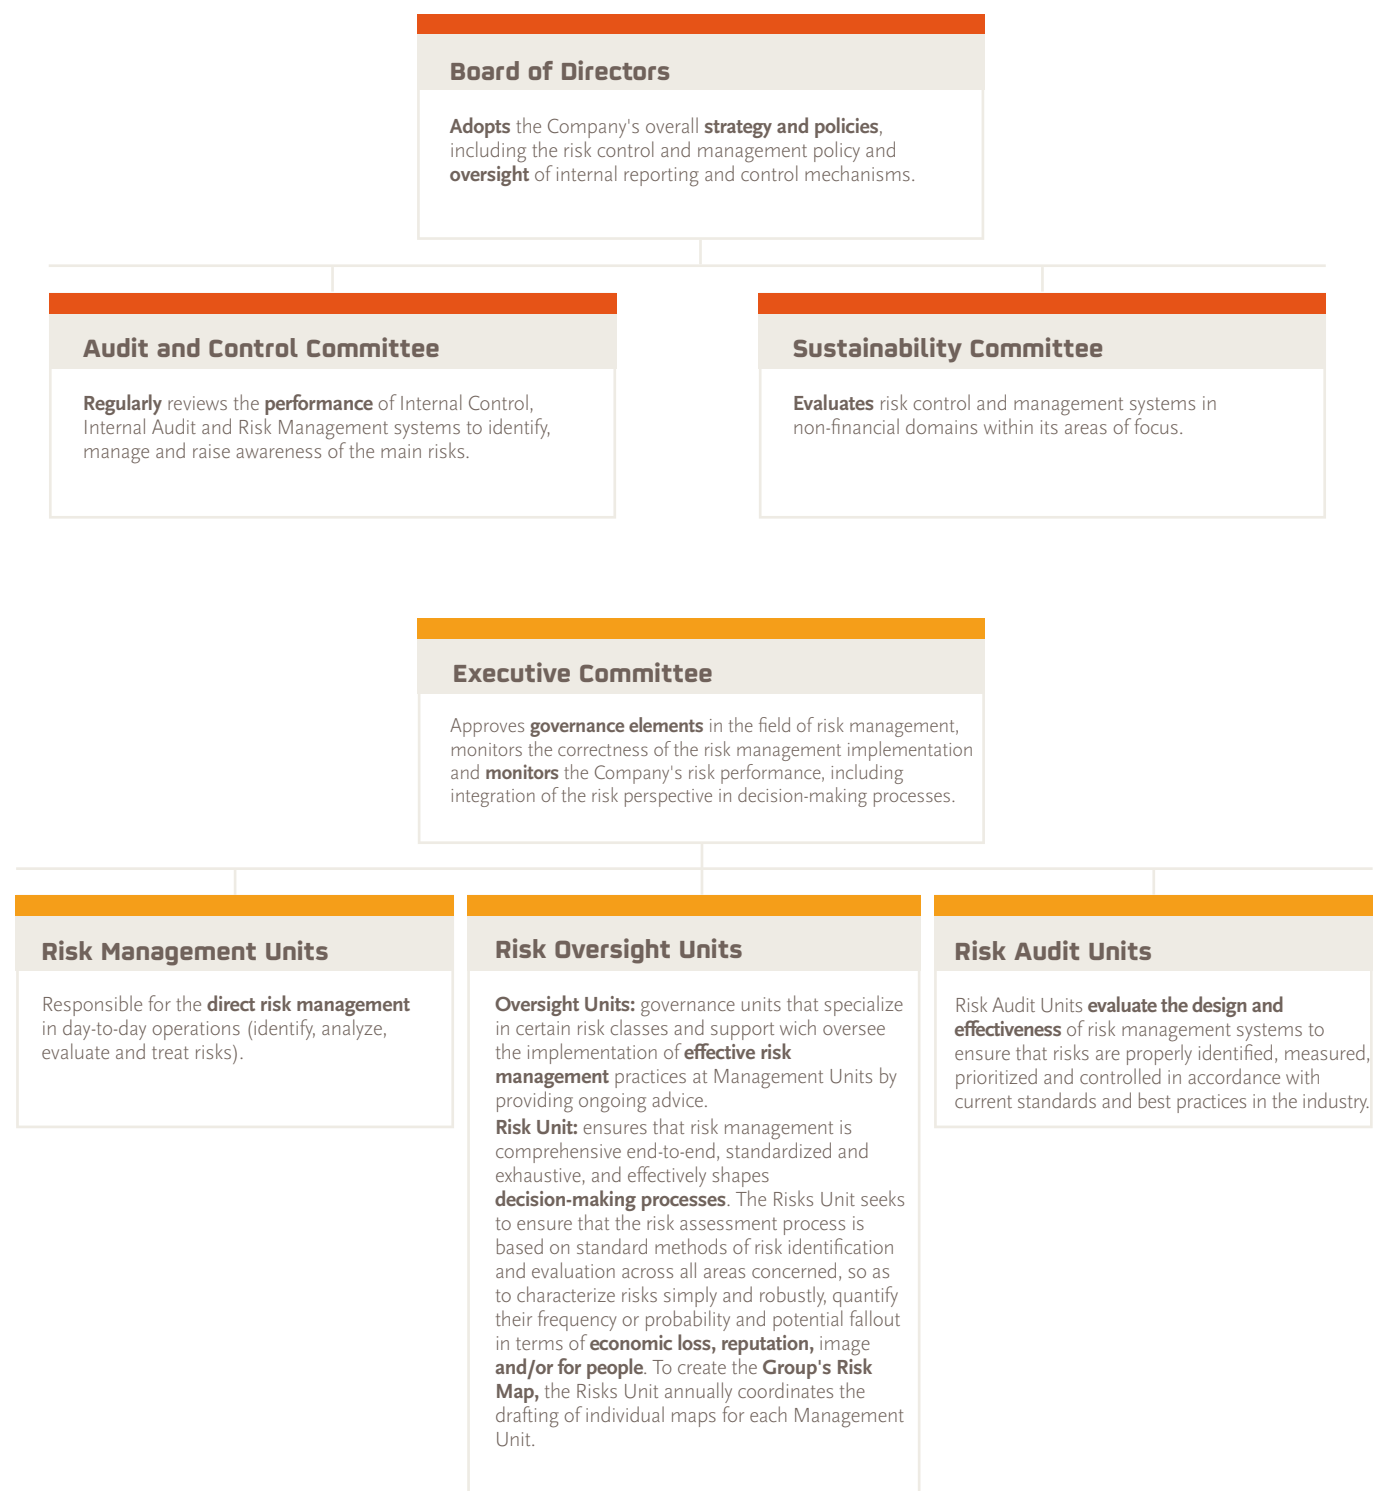 Board of Directors
Adopts the Company's overall strategy and policies,
including the risk control and management policy and
oversight of internal reporting and control mechanisms.
Audit and Control Committee
Regularly reviews the performance of Internal Control,
Internal Audit and Risk Management systems to identify,
manage and raise awareness of the main risks.
Sustainability Committee
Evaluates risk control and management systems in
non-financial domains within its areas of focus.
Executive Committee
Approves governance elements in the field of risk management,
monitors the correctness of the risk management implementation
and monitors the Company's risk performance, including
integration of the risk perspective in decision-making processes.
Risk Management Units
Responsible for the direct risk management
in day-to-day operations (identify, analyze,
evaluate and treat risks).
Risk Oversight Units
Oversight Units: governance units that specialize
in certain risk classes and support wich oversee
the implementation of effective risk
management practices at Management Units by
providing ongoing advice.
Risk Unit: ensures that risk management is
comprehensive end-to-end, standardized and
exhaustive, and effectively shapes
decision-making processes. The Risks Unit seeks
to ensure that the risk assessment process is
based on standard methods of risk identification
and evaluation across all areas concerned, so as
to characterize risks simply and robustly, quantify
their frequency or probability and potential fallout
in terms of economic loss, reputation, image
and/or for people. To create the Group's Risk
Map, the Risks Unit annually coordinates the
drafting of individual maps for each Management
Unit.
Risk Audit Units
Risk Audit Units evaluate the design and
effectiveness of risk management systems to
ensure that risks are properly identified, measured,
prioritized and controlled in accordance with
current standards and best practices in the industry.